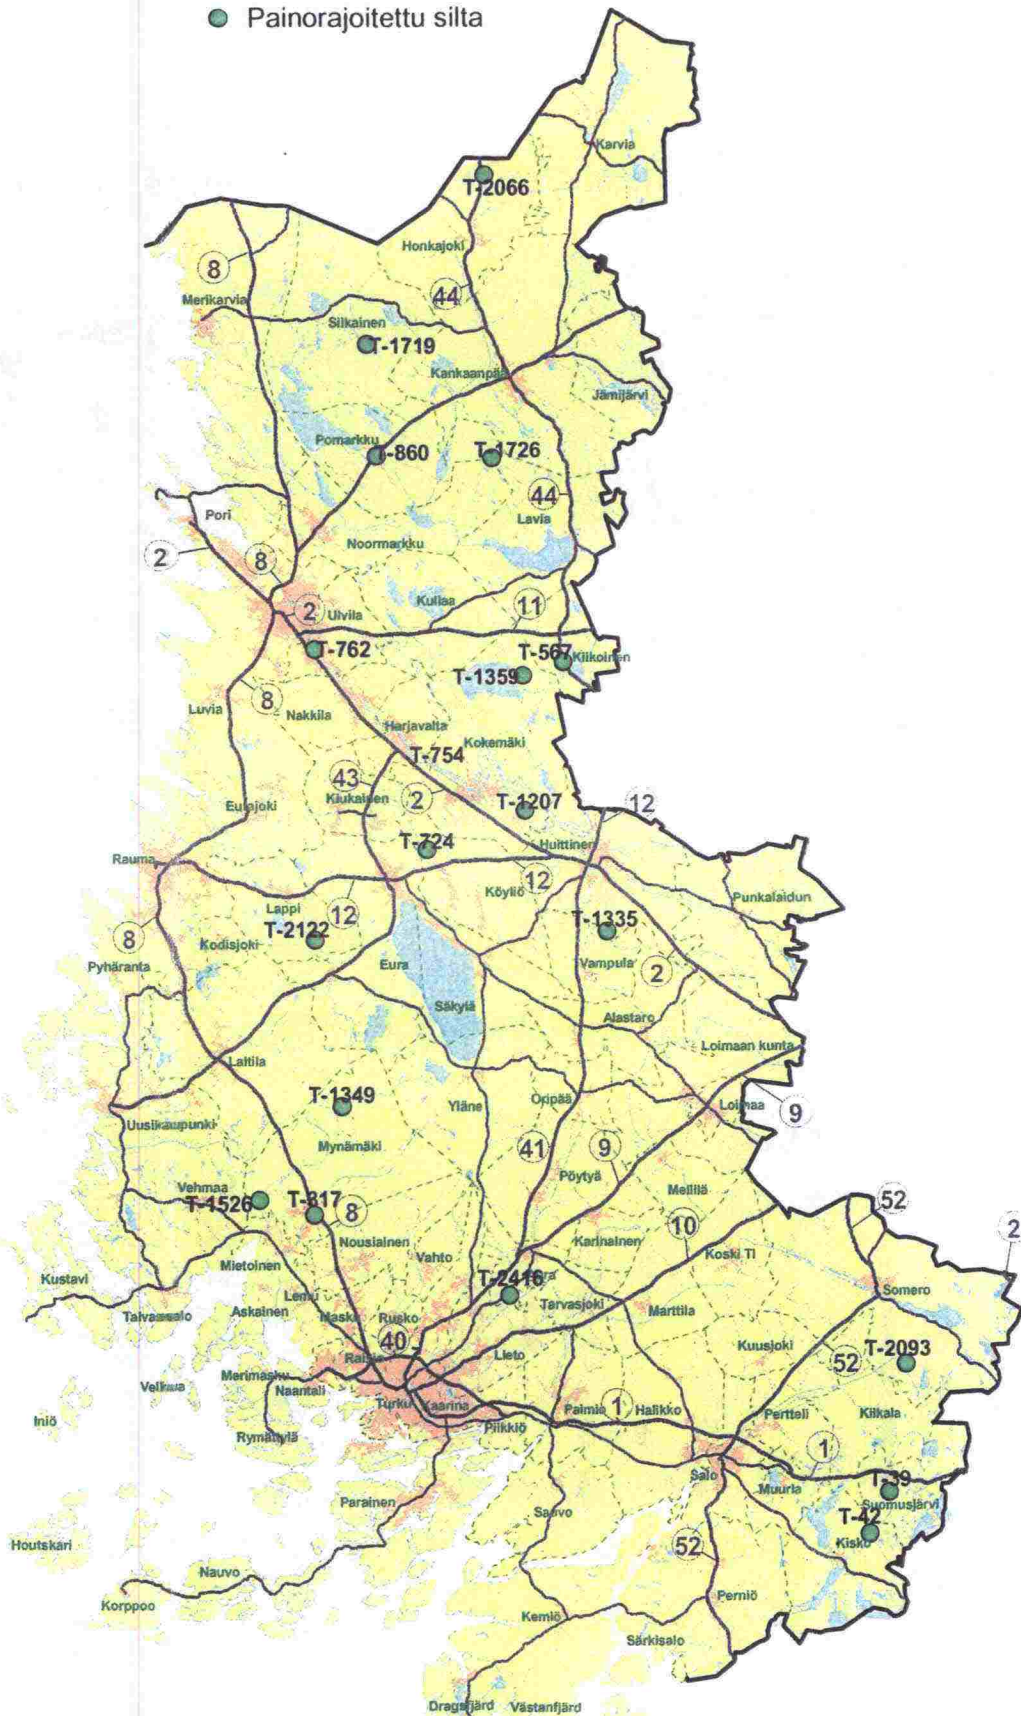 Painorajoitettu silta
Karvia
T-2066
Honkajoki
8
44
Merikarvia
Siikainen
T-1719
Kankaanpää
Jämijärvi
Pomarkku
T-860
T-1726
44
Pori
Lavia
2
Noormarkku
8
Kullaa
11
2
Ulvila
T-762
T-567
Kiikoinen
T-1359
8
Luvia
Nakkila
Harjavalta
Kokemäki
T-754
43
Kiukainen
2
Eurajoki
T-1207
12
T-724
Huittinen
Rauma
12
Köyliö
Punkalaidun
Lappi
12
T-1335
8
Kodisjoki
T-2122
Pyhäranta
Eura
Vampula
2
Säkylä
Alastaro
Loimaan kunta
Laitila
T-1349
Yläne
Oripää
Loimaa
9
Uusikaupunki
Mynämäki
41
9
Pöytyä
Vehmaa
T-1526
T-817
8
Mellilä
52
Nousiainen
10
Karinainen
Koski Tl
2
Vahto
Mietoinen
Kustavi
T-2416
Somero
Lemu
Askainen
Taivassalo
Masku
Rusko
Tarvasjoki
Marttila
40
Kuusjoki
Raisio
Lieto
52
T-2093
Merimasku
Velkua
Naantali
Turku
Kaarina
Paimio
1
Halikko
Pertteli
Kiikala
Iniö
Rymättylä
Piikkiö
1
Salo
Muurla
T-39
Parainen
Sauvo
Suomusjärvi
T-42
Kisko
Houtskari
52
Nauvo
Korppoo
Perniö
Kemiö
Särkisalo
Dragsfjärd
Västanfjärd